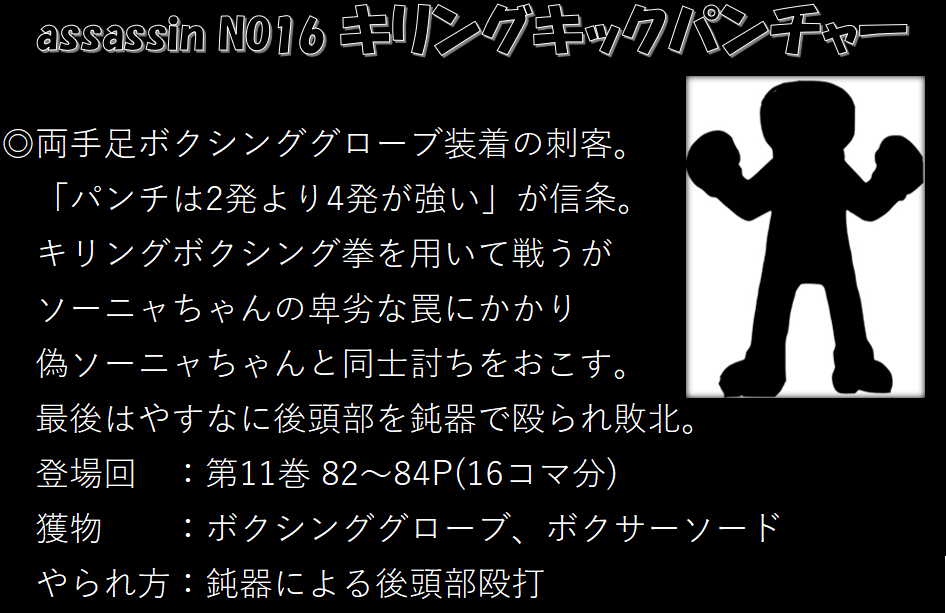 assassin NO16 キリングキックパンチャー
◎両手足ボクシンググローブ装着の刺客。
「パンチは2発より4発が強い」が信条。
キリングボクシング拳を用いて戦うが
ソーニャちゃんの卑劣な罠にかかり
偽ソーニャちゃんと同士討ちをおこす。
最後はやすなに後頭部を鈍器で殴られ敗北。
登場回　：第11巻 82～84P(16コマ分)
獲物　　：ボクシンググローブ、ボクサーソード
やられ方：鈍器による後頭部殴打